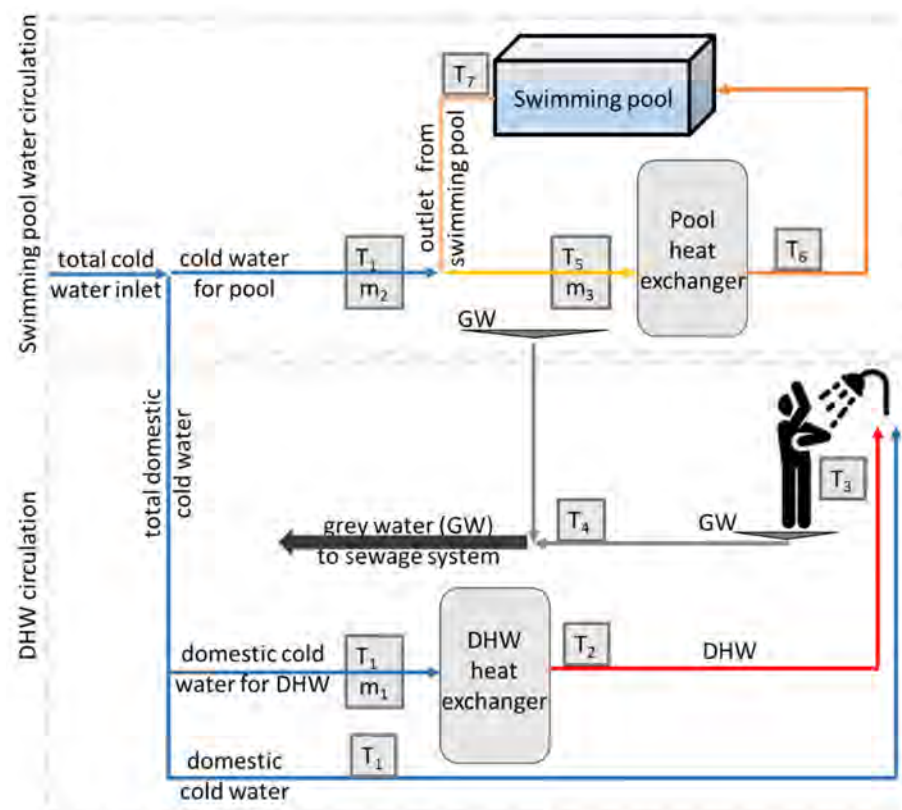 Swimming pool water circulation
DHW circulation
T₇
Swimming pool
outlet from
swimming pool
total cold
water inlet
cold water
for pool
T₁
m₂
T₅
m₃
Pool
heat
exchanger
T₆
GW
total domestic
cold water
T₃
grey water (GW)
to sewage system
T₄
GW
domestic cold
water for DHW
T₁
m₁
DHW
heat
exchanger
T₂
DHW
domestic
cold water
T₁